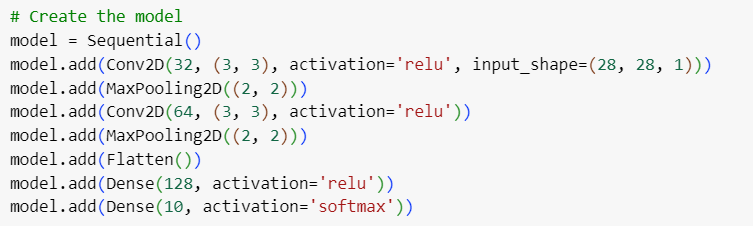 # Create the model
model = Sequential()
model.add(Conv2D(32, (3, 3), activation='relu', input_shape=(28, 28, 1)))
model.add(MaxPooling2D((2, 2)))
model.add(Conv2D(64, (3, 3), activation='relu'))
model.add(MaxPooling2D((2, 2)))
model.add(Flatten())
model.add(Dense(128, activation='relu'))
model.add(Dense(10, activation='softmax'))